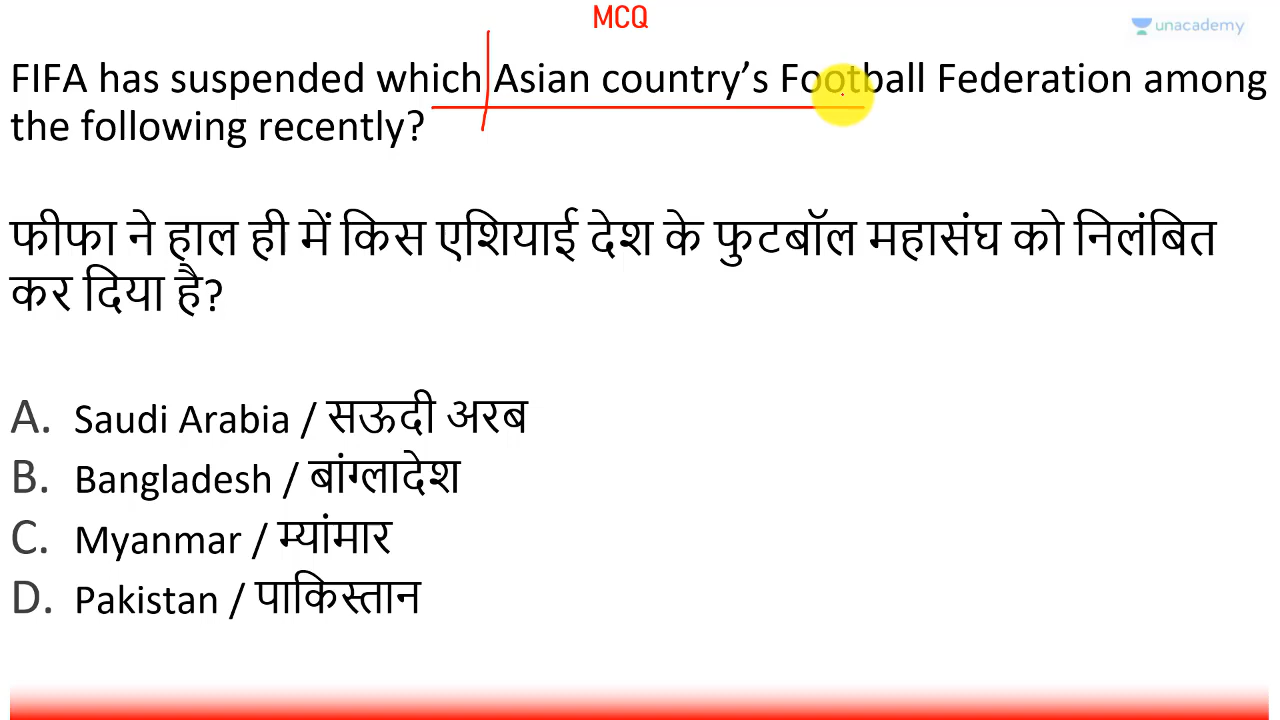 MCQ
unacademy
FIFA has suspended which Asian country’s Football Federation among
the following recently?
फीफा ने हाल ही में किस एशियाई देश के फुटबॉल महासंघ को निलंबित
कर दिया है?
A. Saudi Arabia / सऊदी अरब
B. Bangladesh / बांग्लादेश
C. Myanmar / म्यांमार
D. Pakistan / पाकिस्तान